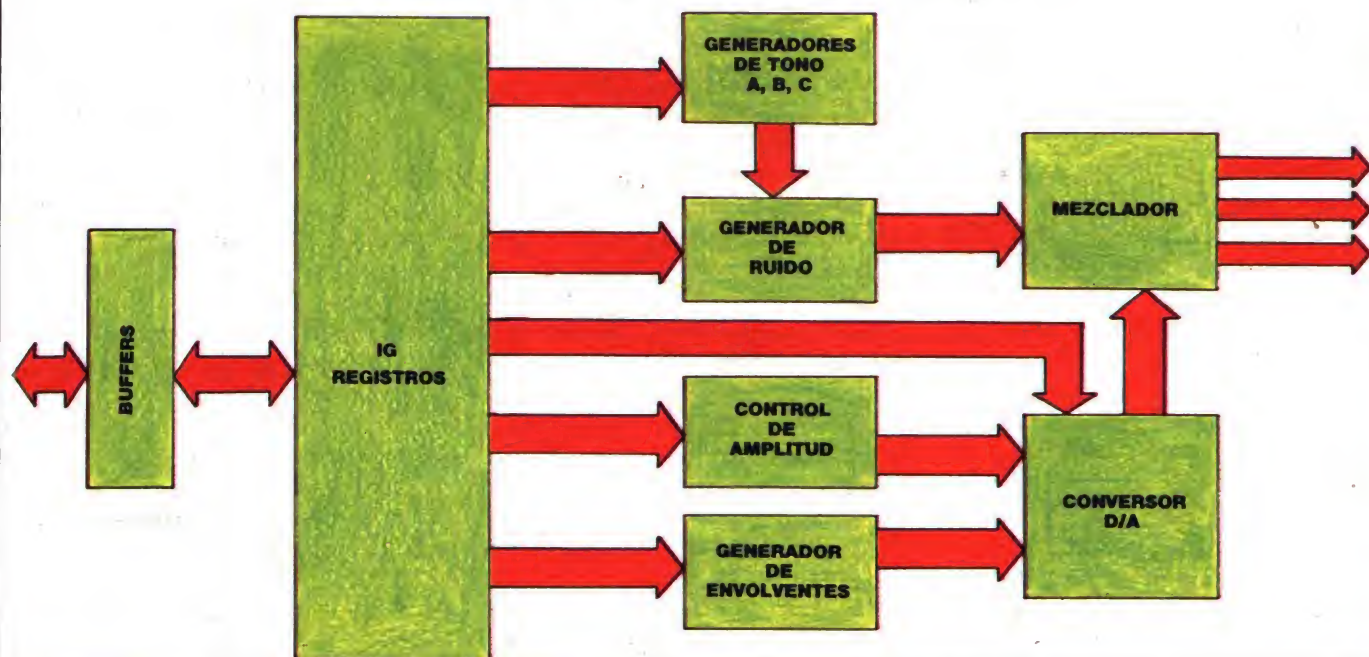 BUFFERS
IG
REGISTROS
GENERADORES
DE TONO
A, B, C
GENERADOR
DE
RUIDO
CONTROL
DE
AMPLITUD
GENERADOR
DE
ENVOLVENTES
MEZCLADOR
CONVERSOR
D/A